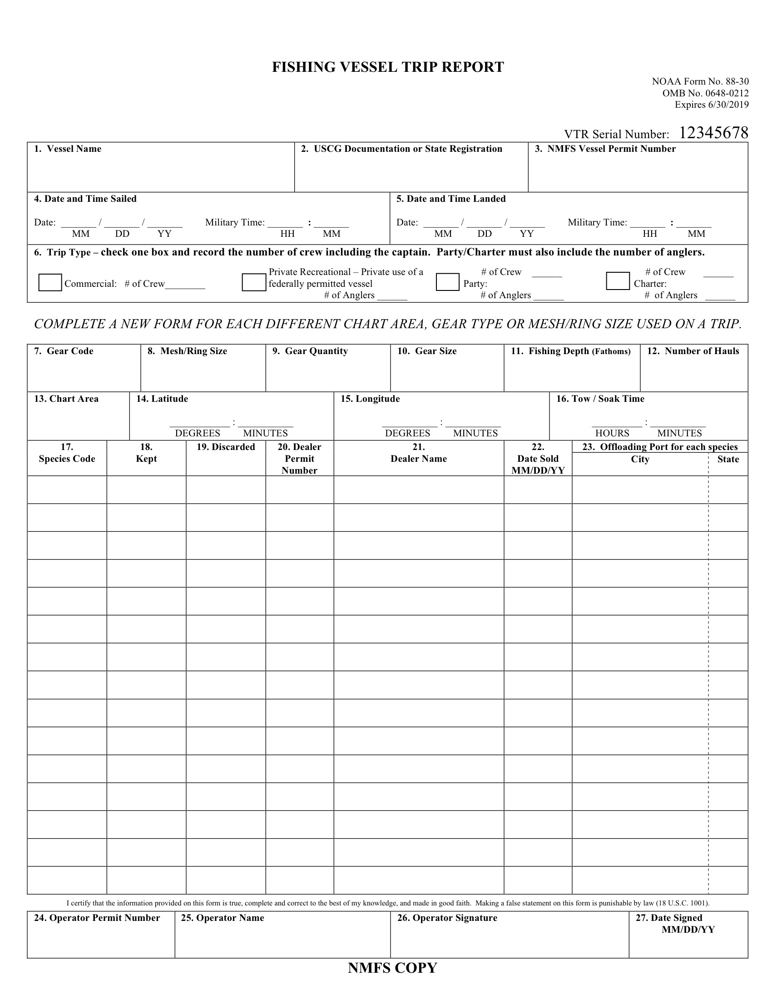 FISHING VESSEL TRIP REPORT
NOAA Form No. 88-30
OMB No. 0648-0212
Expires 6/30/2019
VTR Serial Number: 12345678
1. Vessel Name
2. USCG Documentation or State Registration
3. NMFS Vessel Permit Number
4. Date and Time Sailed
Date: _______ / _______ / _______ Military Time: _______ : _______
MM DD YY HH MM
5. Date and Time Landed
Date: _______ / _______ / _______ Military Time: _______ : _______
MM DD YY HH MM
6. Trip Type – check one box and record the number of crew including the captain. Party/Charter must also include the number of anglers.
Commercial: # of Crew________
Private Recreational – Private use of a
federally permitted vessel
# of Anglers ______
# of Crew ______
Party:
# of Anglers ______
# of Crew ______
Charter:
# of Anglers ______
COMPLETE A NEW FORM FOR EACH DIFFERENT CHART AREA, GEAR TYPE OR MESH/RING SIZE USED ON A TRIP.
7. Gear Code
8. Mesh/Ring Size
9. Gear Quantity
10. Gear Size
11. Fishing Depth (Fathoms)
12. Number of Hauls
13. Chart Area
14. Latitude
____________ : ___________
DEGREES MINUTES
15. Longitude
___________ : ___________
DEGREES MINUTES
16. Tow / Soak Time
__________ : ___________
HOURS MINUTES
17.
Species Code
18.
Kept
19. Discarded
20. Dealer
Permit
Number
21.
Dealer Name
22.
Date Sold
MM/DD/YY
23. Offloading Port for each species
City State
I certify that the information provided on this form is true, complete and correct to the best of my knowledge, and made in good faith. Making a false statement on this form is punishable by law (18 U.S.C. 1001).
24. Operator Permit Number
25. Operator Name
26. Operator Signature
27. Date Signed
MM/DD/YY
NMFS COPY